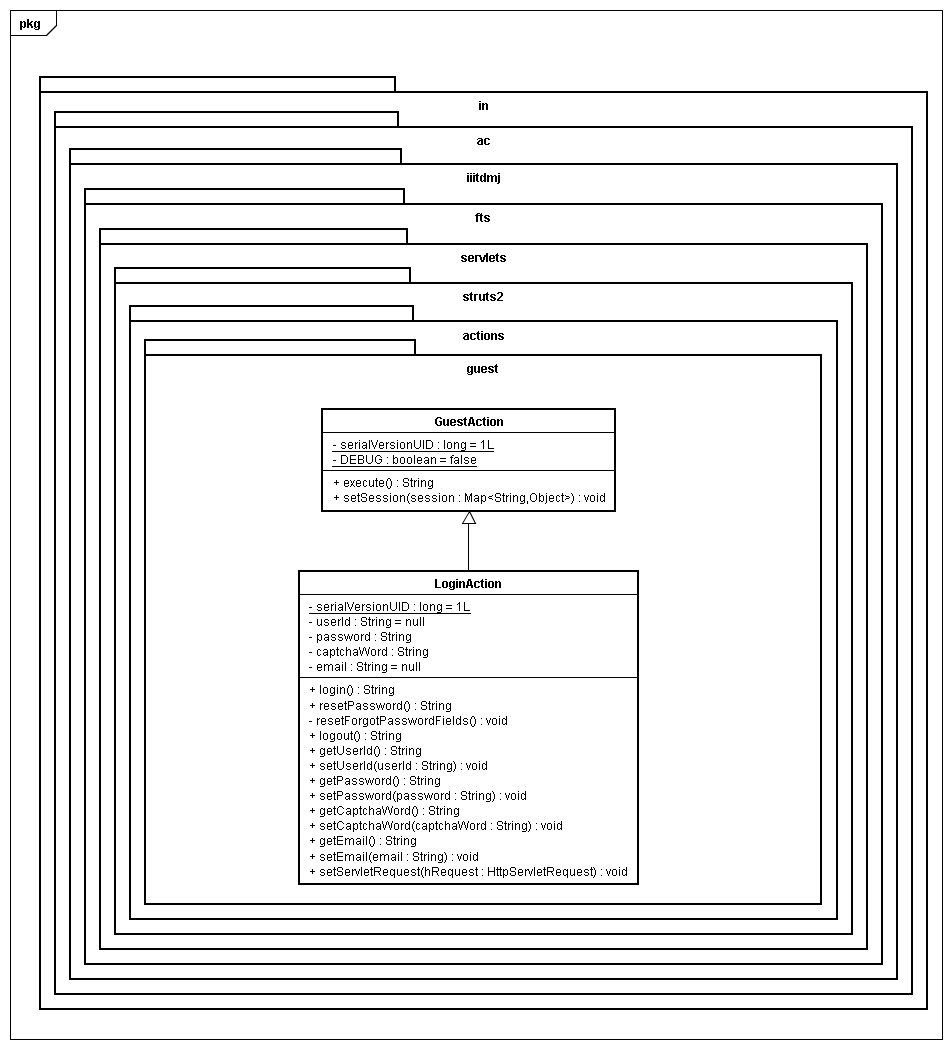 pkg
in
ac
iiitdmj
fts
servlets
struts2
actions
guest
GuestAction
- serialVersionUID : long = 1L
- DEBUG : boolean = false
+ execute() : String
+ setSession(session : Map<String,Object>) : void
LoginAction
- serialVersionUID : long = 1L
- userId : String = null
- password : String
- captchaWord : String
- email : String = null
+ login() : String
+ resetPassword() : String
- resetForgotPasswordFields() : void
+ logout() : String
+ getUserId() : String
+ setUserId(userId : String) : void
+ getPassword() : String
+ setPassword(password : String) : void
+ getCaptchaWord() : String
+ setCaptchaWord(captchaWord : String) : void
+ getEmail() : String
+ setEmail(email : String) : void
+ setServletRequest(hRequest : HttpServletRequest) : void